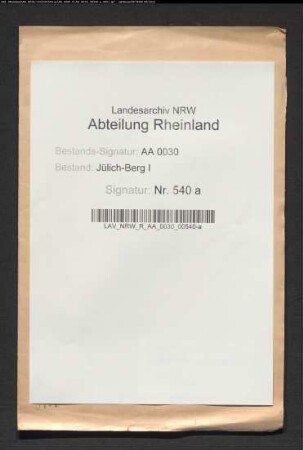 Landesarchiv NRW
Abteilung Rheinland
Bestands-Signatur: AA 0030
Bestand: Jülich-Berg I
Signatur: Nr. 540 a
LAV_NRW_R_AA_0030_00540-a